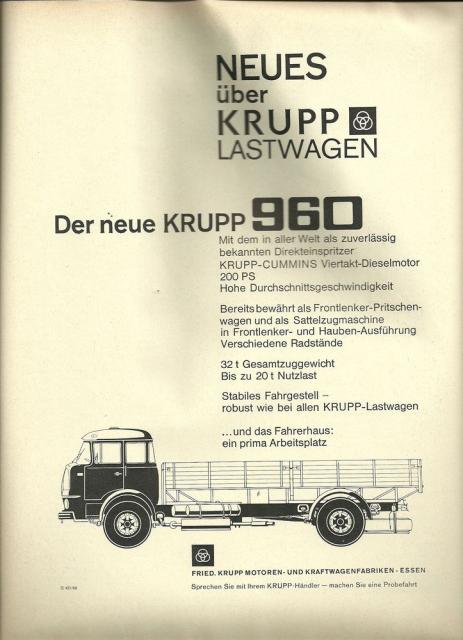 NEUES
über
KRUPP
LASTWAGEN
Der neue KRUPP 960
Mit dem in aller Welt als zuverlässig
bekannten Direkteinspritzer
KRUPP-CUMMINS Viertakt-Dieselmotor
200 PS
Hohe Durchschnittsgeschwindigkeit
Bereits bewährt als Frontlenker-Pritschen-
wagen und als Sattelzugmaschine
in Frontlenker- und Hauben-Ausführung
Verschiedene Radstände
32 t Gesamtzuggewicht
Bis zu 20 t Nutzlast
Stabiles Fahrgestell –
robust wie bei allen KRUPP-Lastwagen
...und das Fahrerhaus:
ein prima Arbeitsplatz
FRIED. KRUPP MOTOREN- UND KRAFTWAGENFABRIKEN - ESSEN
Sprechen Sie mit Ihrem KRUPP-Händler – machen Sie eine Probefahrt